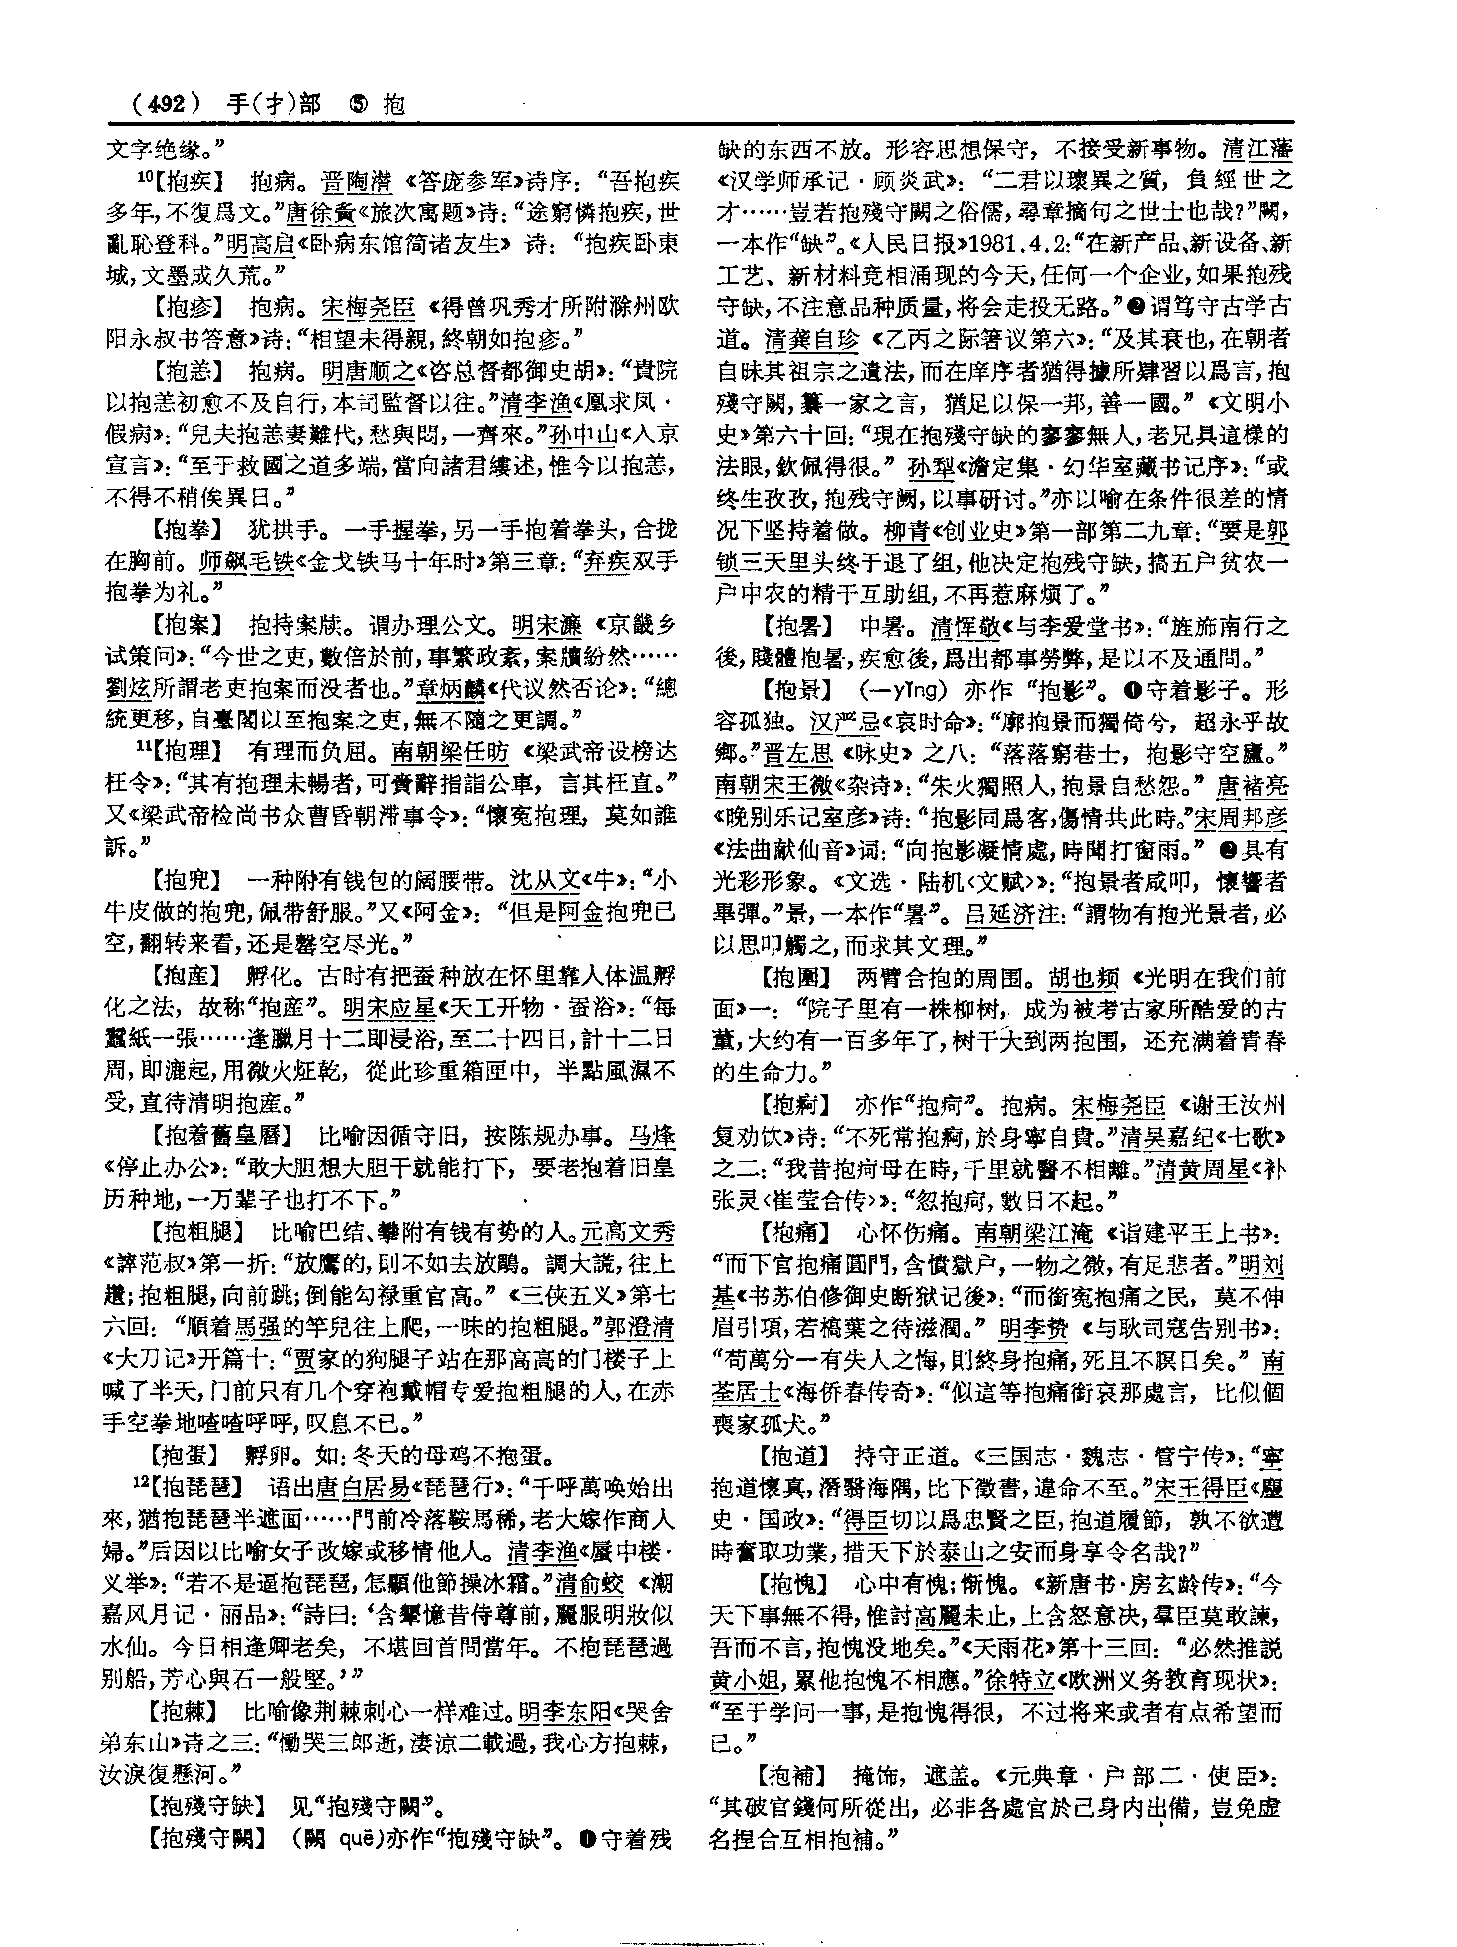 (492) 手(扌)部 ⑤ 抱
文字绝缘。”
¹⁰【抱疾】 抱病。晋陶潜《答庞参军》诗序：“吾抱疾
多年,不復爲文。”唐徐夤《旅次寓题》诗:“途窮憐抱疾,世
亂恥登科。”明高启《卧病东馆简诸友生》诗：“抱疾卧東
城,文墨或久荒。”
【抱疹】 抱病。宋梅尧臣《得曾巩秀才所附滁州欧
阳永叔书答意》诗:“相望未得親,終朝如抱疹。”
【抱恙】 抱病。明唐顺之《咨总督都御史胡》:“貴院
以抱恙初愈不及自行,本司監督以往。”清李渔《凰求凤·
假病》:“兒夫抱恙妻難代,愁與悶,一齊來。”孙中山《入京
宣言》:“至于救國之道多端,當向諸君縷述,惟今以抱恙,
不得不稍俟異日。”
【抱拳】 犹拱手。一手握拳,另一手抱着拳头,合拢
在胸前。师飙毛铁《金戈铁马十年时》第三章:“弃疾双手
抱拳为礼。”
【抱案】 抱持案牍。谓办理公文。明宋濂《京畿乡
试策问》:“今世之吏,數倍於前,事繁政紊,案牘紛然……
劉炫所謂老吏抱案而没者也。”章炳麟《代议然否论》:“總
統更移,自臺閣以至抱案之吏,無不隨之更調。”
¹¹【抱理】 有理而负屈。南朝梁任昉《梁武帝设榜达
枉令》:“其有抱理未暢者,可賫辭指詣公車，言其枉直。”
又《梁武帝检尚书众曹昏朝滞事令》:“懷冤抱理，莫如誰
訴。”
【抱兜】 一种附有钱包的阔腰带。沈从文《牛》:“小
牛皮做的抱兜,佩带舒服。”又《阿金》：“但是阿金抱兜已
空,翻转来看,还是罄空尽光。”
【抱産】 孵化。古时有把蚕种放在怀里靠人体温孵
化之法，故称“抱産”。明宋应星《天工开物·蚕浴》:“每
蠶紙一張……逢臘月十二即浸浴,至二十四日,計十二日
周,即漉起,用微火炡乾，從此珍重箱匣中，半點風濕不
受,直待清明抱産。”
【抱着舊皇曆】 比喻因循守旧，按陈规办事。马烽
《停止办公》:“敢大胆想大胆干就能打下，要老抱着旧皇
历种地,一万辈子也打不下。”
【抱粗腿】 比喻巴结、攀附有钱有势的人。元高文秀
《谇范叔》第一折:“放鷹的,則不如去放鵰。調大謊,往上
趲;抱粗腿,向前跳;倒能勾禄重官高。”《三侠五义》第七
六回：“順着馬强的竿兒往上爬,一味的抱粗腿。”郭澄清
《大刀记》开篇十:“贾家的狗腿子站在那高高的门楼子上
喊了半天,门前只有几个穿袍戴帽专爱抱粗腿的人,在赤
手空拳地喳喳呼呼,叹息不已。”
【抱蛋】 孵卵。如:冬天的母鸡不抱蛋。
¹²【抱琵琶】 语出唐白居易《琵琶行》:“千呼萬唤始出
來,猶抱琵琶半遮面……門前冷落鞍馬稀,老大嫁作商人
婦。”后因以比喻女子改嫁或移情他人。清李渔《蜃中楼·
义举》:“若不是逼抱琵琶,怎顯他節操冰霜。”清俞蛟《潮
嘉风月记·丽品》:“詩曰:‘含顰憶昔侍尊前,麗服明妝似
水仙。今日相逢卿老矣，不堪回首問當年。不抱琵琶過
别船,芳心與石一般堅。’”
【抱棘】 比喻像荆棘刺心一样难过。明李东阳《哭舍
弟东山》诗之三:“慟哭三郎逝,淒涼二載過,我心方抱棘,
汝淚復懸河。”
【抱殘守缺】 见“抱殘守闕”。
【抱殘守闕】 (闕 quē)亦作“抱殘守缺”。❶守着残
缺的东西不放。形容思想保守，不接受新事物。清江藩
《汉学师承记·顾炎武》：“二君以瓌異之質，負經世之
才……豈若抱殘守闕之俗儒,尋章摘句之世士也哉?”闕,
一本作“缺”。《人民日报》1981.4.2:“在新产品、新设备、新
工艺、新材料竞相涌现的今天,任何一个企业,如果抱残
守缺,不注意品种质量,将会走投无路。”❷谓笃守古学古
道。清龚自珍《乙丙之际箸议第六》:“及其衰也,在朝者
自昧其祖宗之遺法,而在庠序者猶得據所肄習以爲言,抱
殘守闕,纂一家之言，猶足以保一邦,善一國。”《文明小
史》第六十回:“現在抱殘守缺的寥寥無人,老兄具這樣的
法眼,欽佩得很。”孙犁《澹定集·幻华室藏书记序》:“或
终生孜孜,抱残守阙,以事研讨。”亦以喻在条件很差的情
况下坚持着做。柳青《创业史》第一部第二九章:“要是郭
锁三天里头终于退了组,他决定抱残守缺,搞五户贫农一
户中农的精干互助组,不再惹麻烦了。”
【抱暑】 中暑。清恽敬《与李爱堂书》:“旌旆南行之
後,賤體抱暑,疾愈後,爲出都事勞弊,是以不及通問。”
【抱景】 (—yǐng) 亦作“抱影”。❶守着影子。形
容孤独。汉严忌《哀时命》:“廓抱景而獨倚兮，超永乎故
鄉。”晋左思《咏史》之八：“落落窮巷士，抱影守空廬。”
南朝宋王微《杂诗》:“朱火獨照人,抱景自愁怨。”唐褚亮
《晚别乐记室彦》诗:“抱影同爲客,傷情共此時。”宋周邦彦
《法曲献仙音》词:“向抱影凝情處,時聞打窗雨。”❷具有
光彩形象。《文选·陆机〈文赋〉》:“抱景者咸叩，懷響者
畢彈。”景,一本作“暑”。吕延济注:“謂物有抱光景者,必
以思叩觸之,而求其文理。”
【抱圍】 两臂合抱的周围。胡也频《光明在我们前
面》一：“院子里有一株柳树，成为被考古家所酷爱的古
董,大约有一百多年了,树干大到两抱围，还充满着青春
的生命力。”
【抱痾】 亦作“抱疴”。抱病。宋梅尧臣《谢王汝州
复劝饮》诗:“不死常抱痾,於身寧自貴。”清吴嘉纪《七歌》
之二:“我昔抱疴母在時,千里就醫不相離。”清黄周星《补
张灵〈崔莹合传〉》:“忽抱疴,數日不起。”
【抱痛】 心怀伤痛。南朝梁江淹《诣建平王上书》:
“而下官抱痛圓門,含憤獄户,一物之微,有足悲者。”明刘
基《书苏伯修御史断狱记後》:“而銜冤抱痛之民，莫不伸
眉引項,若槁葉之待滋潤。”明李贽《与耿司寇告别书》:
“苟萬分一有失人之悔,則終身抱痛,死且不瞑目矣。”南
荃居士《海侨春传奇》:“似這等抱痛銜哀那處言，比似個
喪家孤犬。”
【抱道】 持守正道。《三国志·魏志·管宁传》:“寧
抱道懷真,潛翳海隅,比下徵書,違命不至。”宋王得臣《麈
史·国政》:“得臣切以爲忠賢之臣,抱道履節，孰不欲遭
時奮取功業,措天下於泰山之安而身享令名哉?”
【抱愧】 心中有愧;惭愧。《新唐书·房玄龄传》:“今
天下事無不得,惟討高麗未止,上含怒意决,羣臣莫敢諫,
吾而不言,抱愧没地矣。”《天雨花》第十三回：“必然推説
黄小姐,累他抱愧不相應。”徐特立《欧洲义务教育现状》:
“至于学问一事,是抱愧得很，不过将来或者有点希望而
已。”
【抱補】 掩饰，遮盖。《元典章·户部二·使臣》:
“其破官錢何所從出，必非各處官於己身内出備，豈免虚
名捏合互相抱補。”